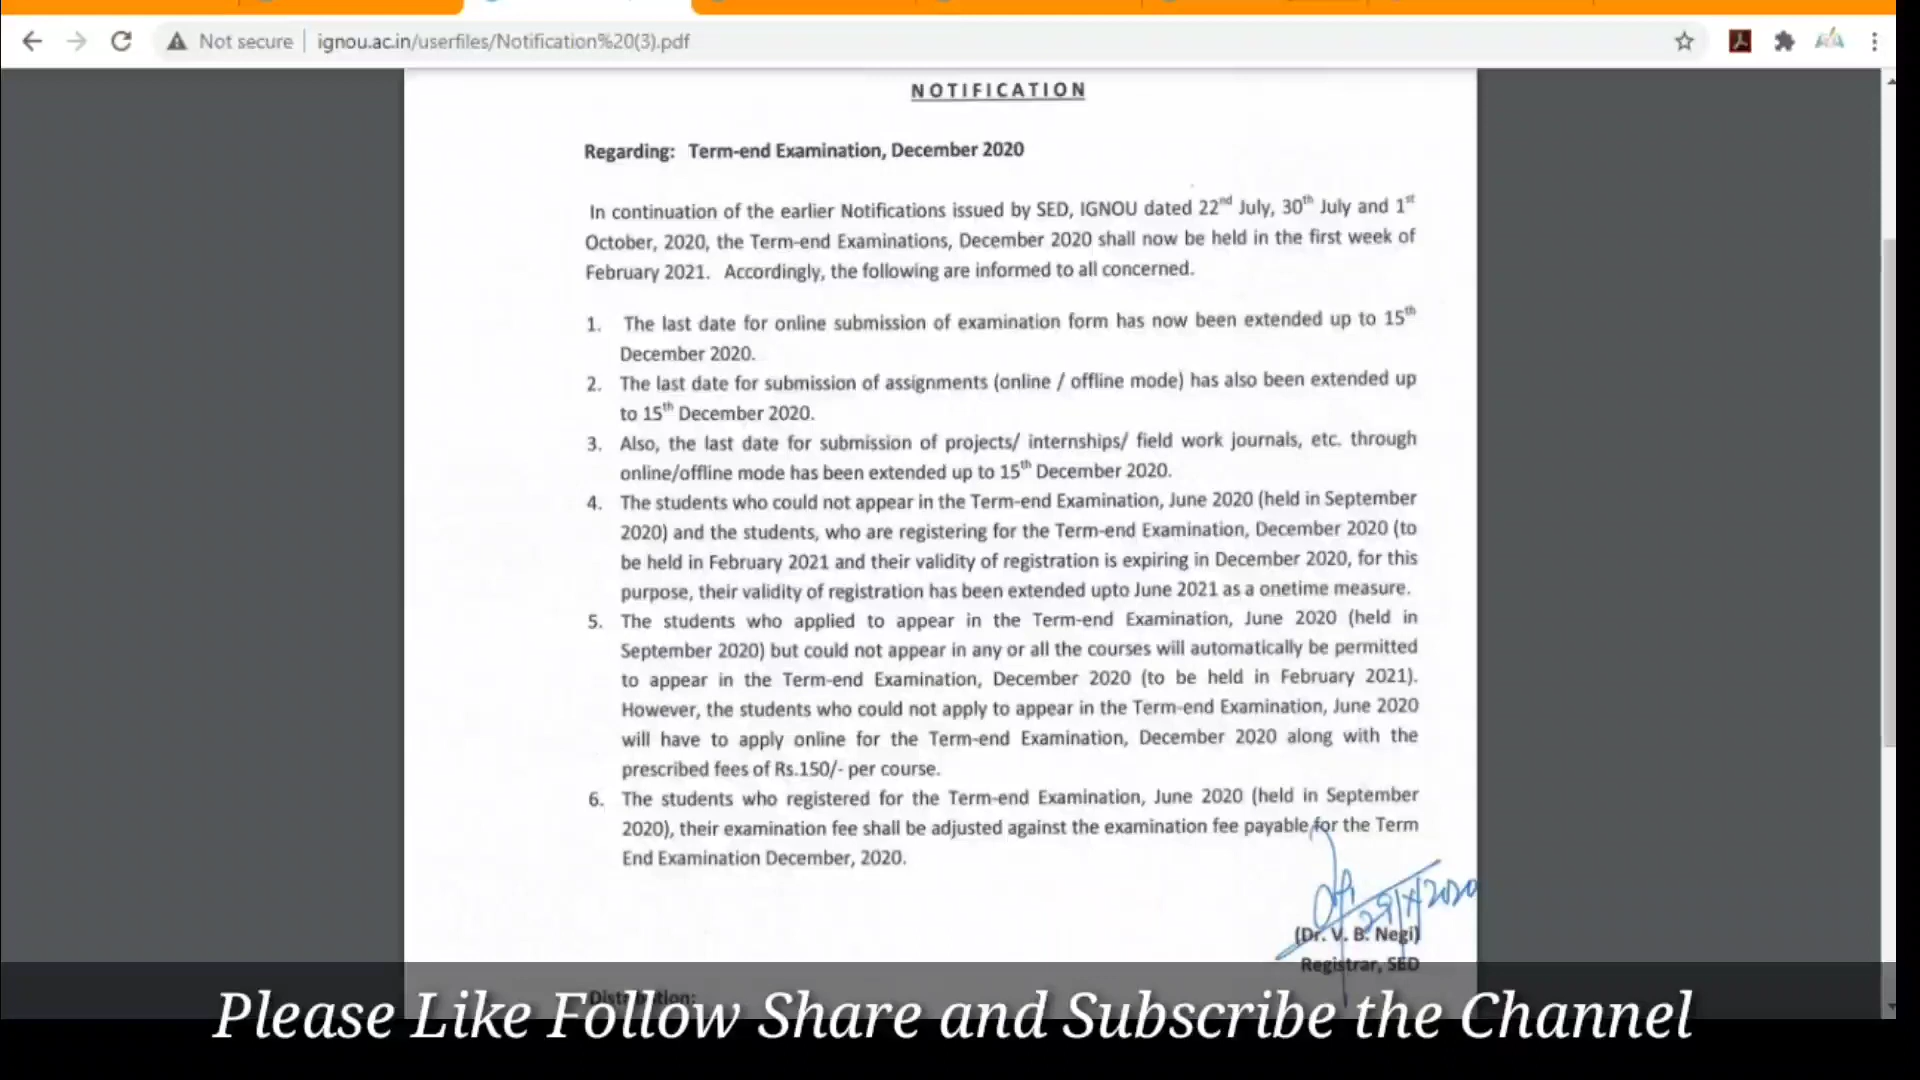 Not secure | ignou.ac.in/userfiles/Notification%20(3).pdf
NOTIFICATION
Regarding: Term-end Examination, December 2020
In continuation of the earlier Notifications issued by SED, IGNOU dated 22nd July, 30th July and 1st
October, 2020, the Term-end Examinations, December 2020 shall now be held in the first week of
February 2021. Accordingly, the following are informed to all concerned.
1. The last date for online submission of examination form has now been extended up to 15th
December 2020.
2. The last date for submission of assignments (online / offline mode) has also been extended up
to 15th December 2020.
3. Also, the last date for submission of projects/ internships/ field work journals, etc. through
online/offline mode has been extended up to 15th December 2020.
4. The students who could not appear in the Term-end Examination, June 2020 (held in September
2020) and the students, who are registering for the Term-end Examination, December 2020 (to
be held in February 2021 and their validity of registration is expiring in December 2020, for this
purpose, their validity of registration has been extended upto June 2021 as a onetime measure.
5. The students who applied to appear in the Term-end Examination, June 2020 (held in
September 2020) but could not appear in any or all the courses will automatically be permitted
to appear in the Term-end Examination, December 2020 (to be held in February 2021).
However, the students who could not apply to appear in the Term-end Examination, June 2020
will have to apply online for the Term-end Examination, December 2020 along with the
prescribed fees of Rs.150/- per course.
6. The students who registered for the Term-end Examination, June 2020 (held in September
2020), their examination fee shall be adjusted against the examination fee payable for the Term
End Examination December, 2020.
(Dr. V. B. Negi)
Registrar, SED
Distribution:
Please Like Follow Share and Subscribe the Channel